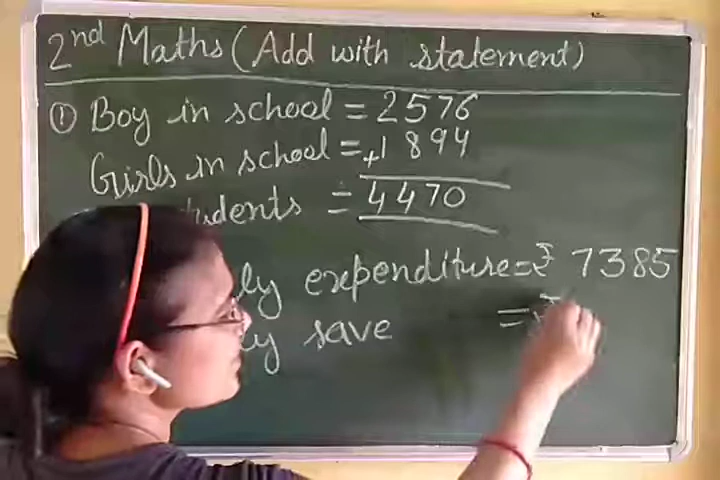 2nd Maths (Add with statement)
① Boy in school = 2576
Girls in school = +1894
udents = 4470
ly expenditure = ₹ 7385
ly save = ₹